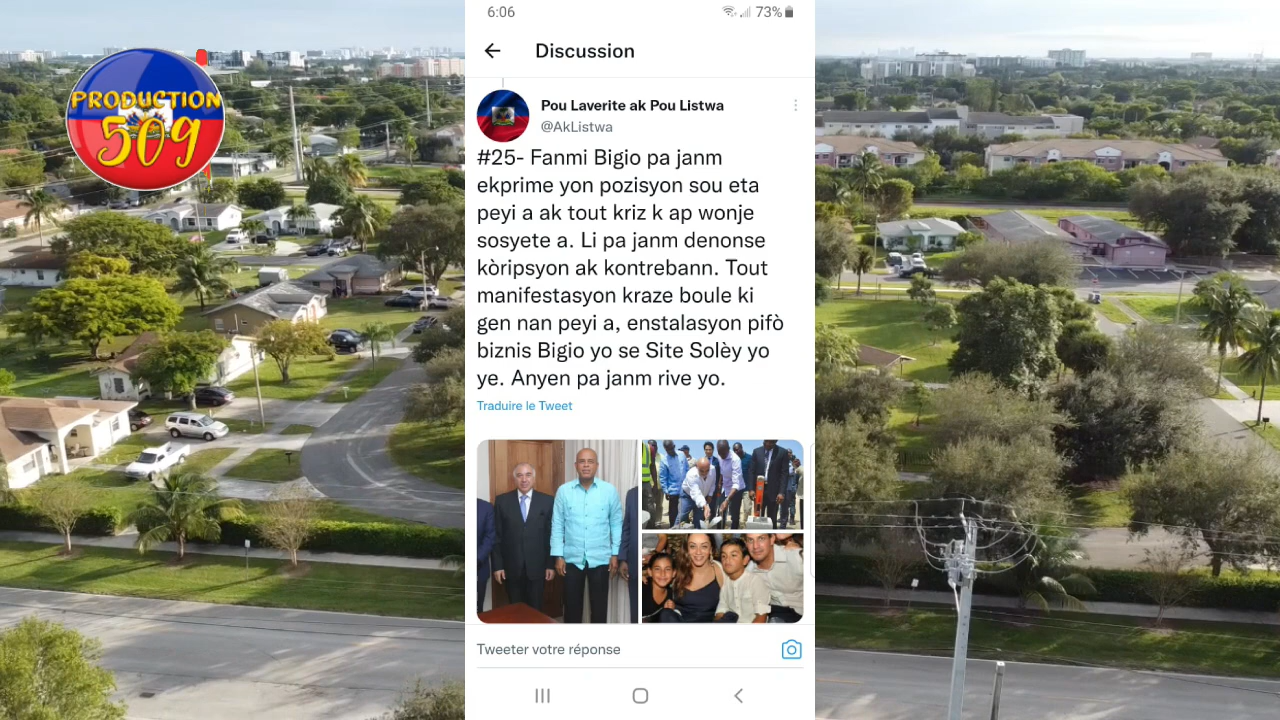 PRODUCTION
509
6:06
73%
Discussion
Pou Laverite ak Pou Listwa
@AkListwa
#25- Fanmi Bigio pa janm
ekprime yon pozisyon sou eta
peyi a ak tout kriz k ap wonje
sosyete a. Li pa janm denonse
kòripsyon ak kontrebann. Tout
manifestasyon kraze boule ki
gen nan peyi a, enstalasyon pifò
biznis Bigio yo se Site Solèy yo
ye. Anyen pa janm rive yo.
Traduire le Tweet
Tweeter votre réponse